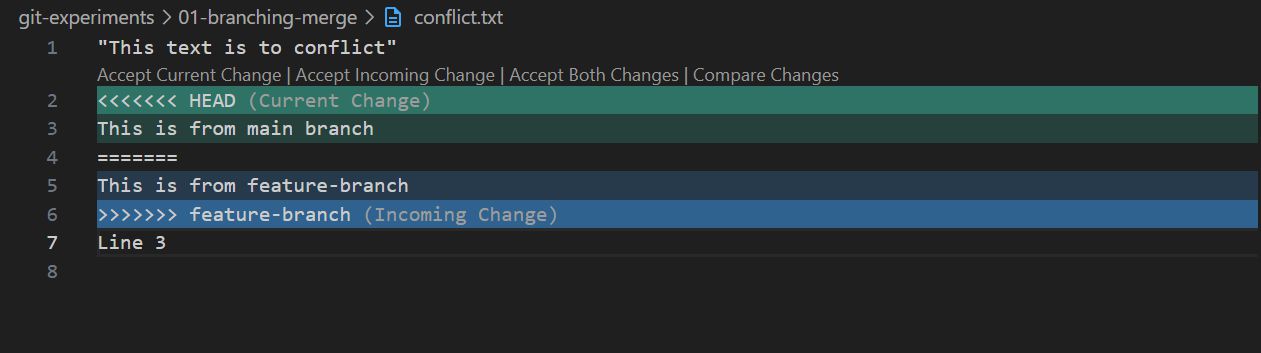 git-experiments > 01-branching-merge > conflict.txt
1 "This text is to conflict"
Accept Current Change | Accept Incoming Change | Accept Both Changes | Compare Changes
2 <<<<<<< HEAD (Current Change)
3 This is from main branch
4 =======
5 This is from feature-branch
6 >>>>>>> feature-branch (Incoming Change)
7 Line 3
8